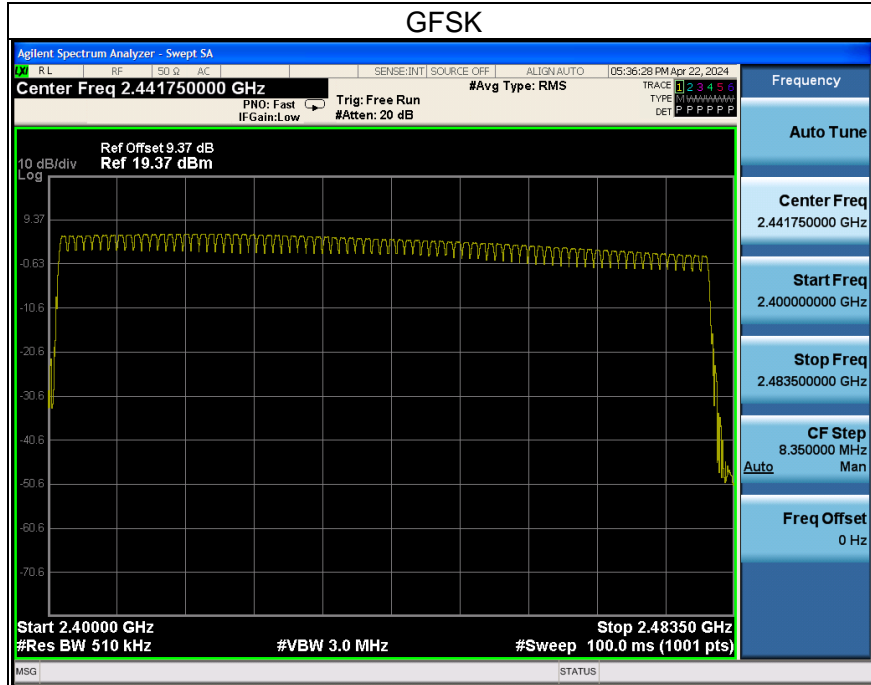 GFSK
Agilent Spectrum Analyzer - Swept SA
LXI RL RF 50 Ω AC SENSE:INT SOURCE OFF ALIGN AUTO 05:36:28 PM Apr 22, 2024
Center Freq 2.441750000 GHz
PNO: Fast
IFGain:Low
Trig: Free Run
#Atten: 20 dB
#Avg Type: RMS
TRACE 1 2 3 4 5 6
TYPE M W W W W W
DET P P P P P P
Ref Offset 9.37 dB
10 dB/div Ref 19.37 dBm
Log
9.37
-0.63
-10.6
-20.6
-30.6
-40.6
-50.6
-60.6
-70.6
Start 2.40000 GHz Stop 2.48350 GHz
#Res BW 510 kHz #VBW 3.0 MHz #Sweep 100.0 ms (1001 pts)
MSG STATUS
Frequency
Auto Tune
Center Freq
2.441750000 GHz
Start Freq
2.400000000 GHz
Stop Freq
2.483500000 GHz
CF Step
8.350000 MHz
Auto Man
Freq Offset
0 Hz